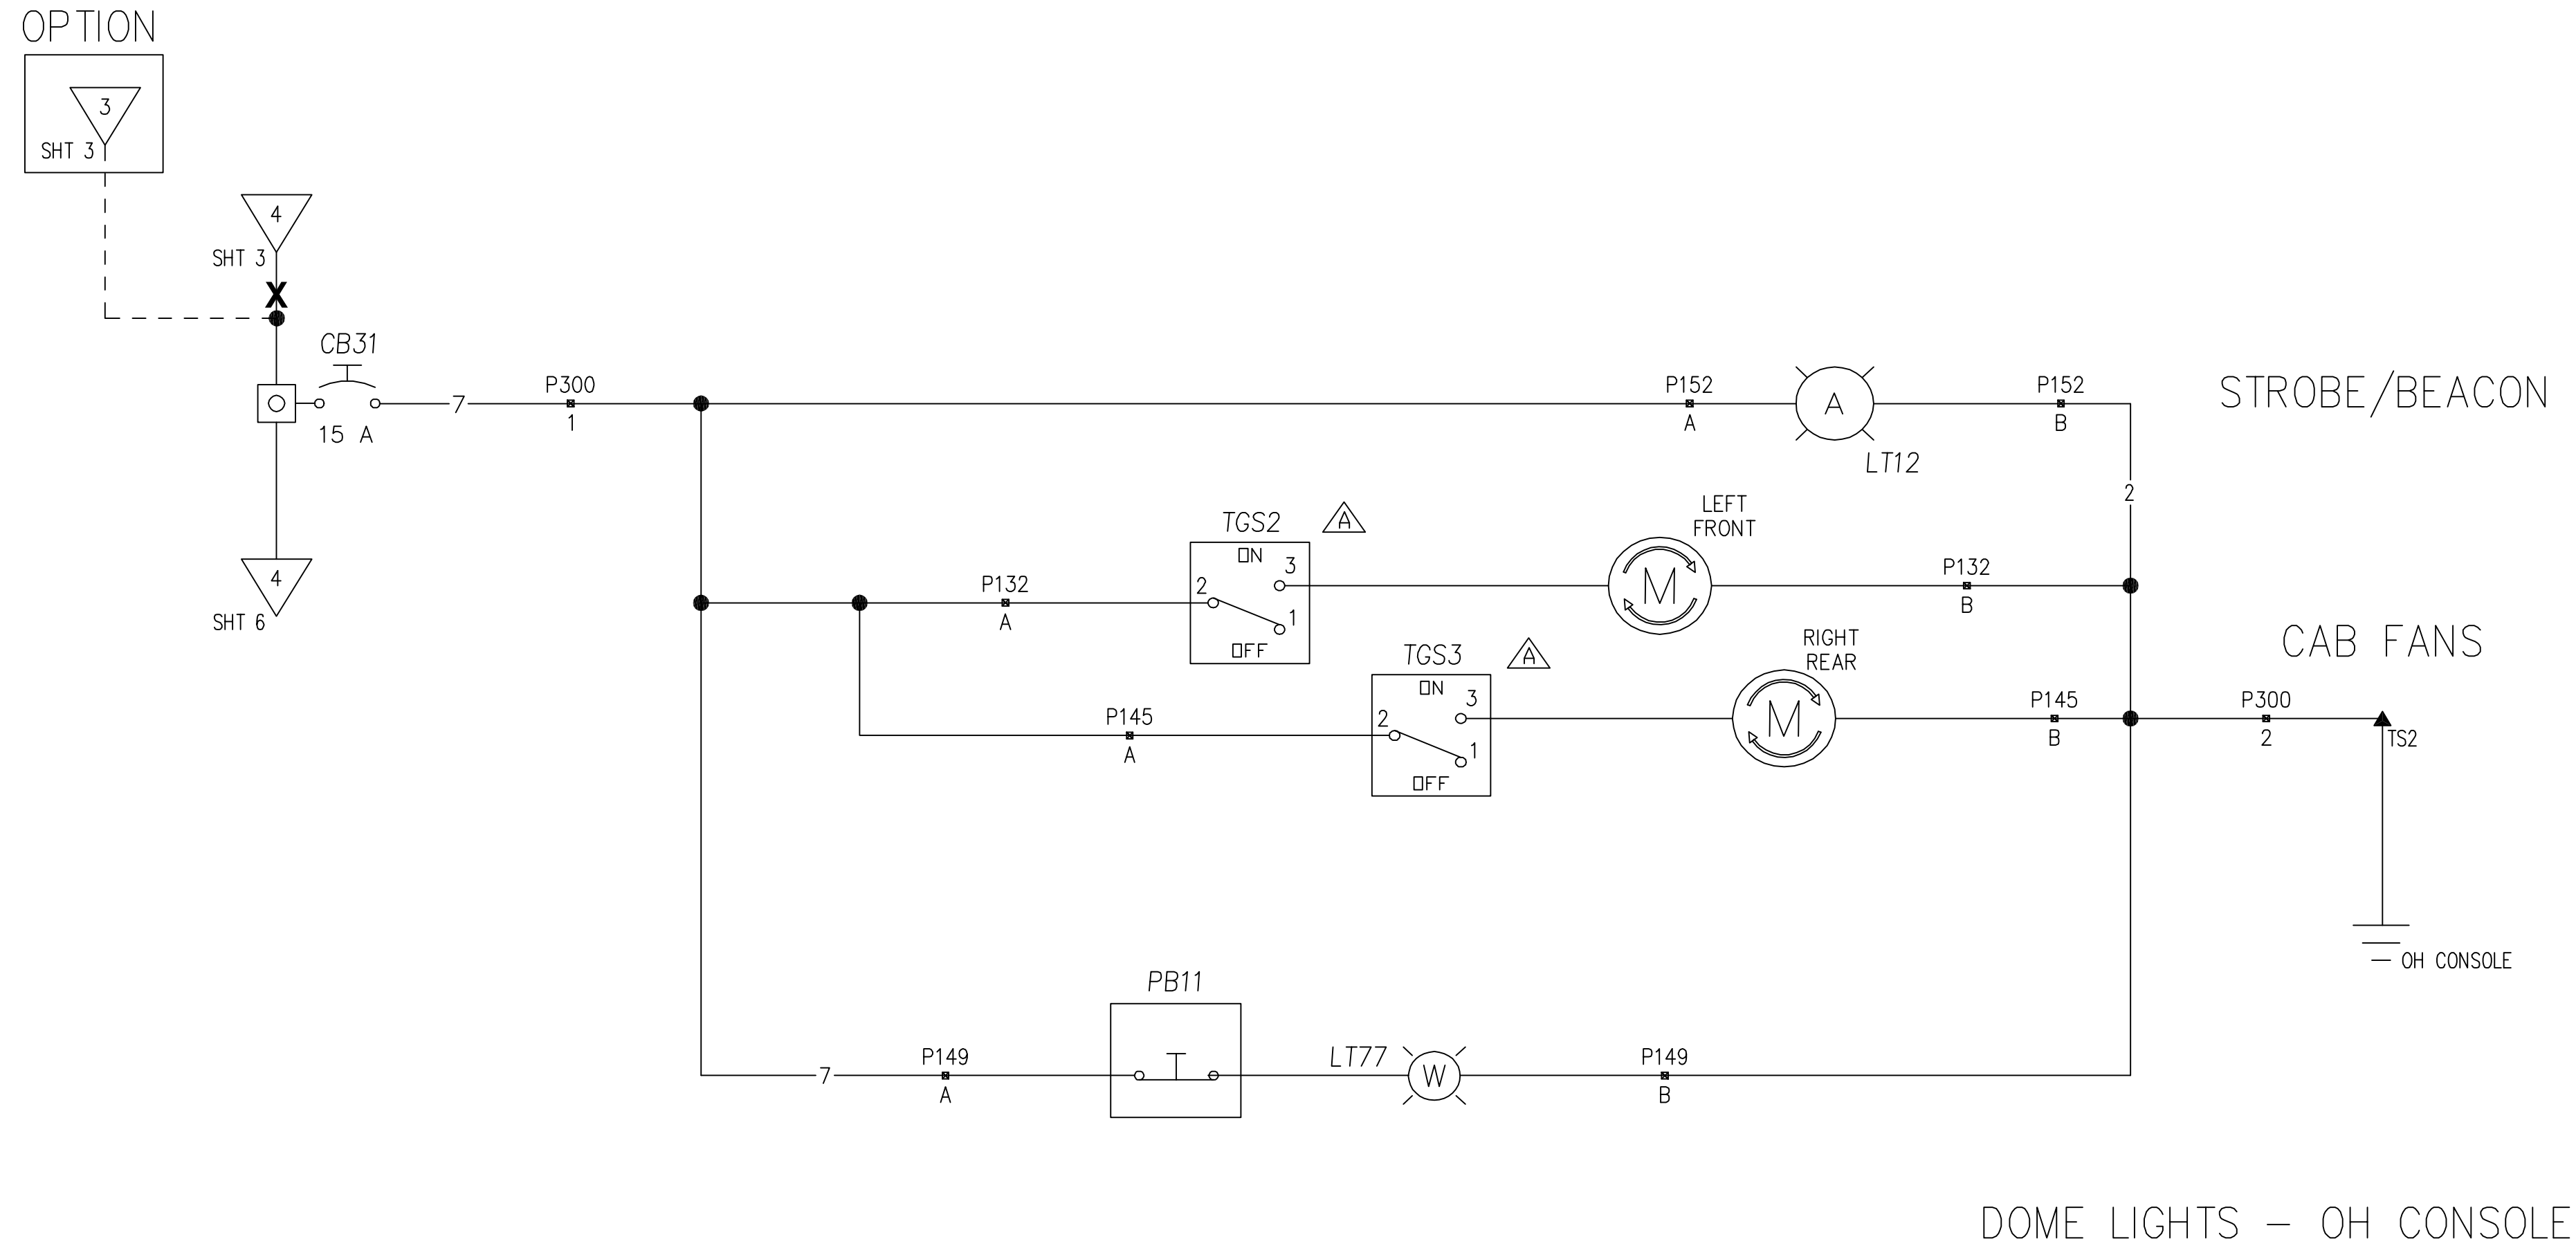 OPTION
3
SHT 3
4
SHT 3
X
CB31
15 A
7
P300
1
P152
A
A
LT12
P152
B
STROBE/BEACON
2
TGS2
A
ON
2
3
1
OFF
P132
A
LEFT
FRONT
M
P132
B
4
SHT 6
TGS3
A
ON
2
3
1
OFF
P145
A
RIGHT
REAR
M
P145
B
CAB FANS
P300
2
TS2
OH CONSOLE
PB11
7
P149
A
LT77
W
P149
B
DOME LIGHTS – OH CONSOLE